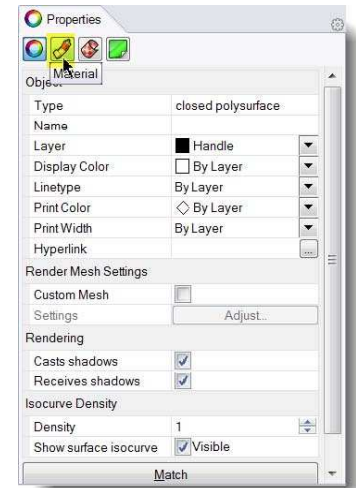 Properties
Material
Object
Type closed polysurface
Name
Layer Handle
Display Color By Layer
Linetype By Layer
Print Color By Layer
Print Width By Layer
Hyperlink ...
Render Mesh Settings
Custom Mesh
Settings Adjust...
Rendering
Casts shadows
Receives shadows
Isocurve Density
Density 1
Show surface isocurve Visible
Match